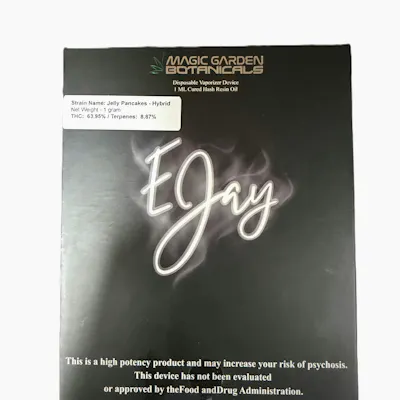 MAGIC GARDEN
BOTANICALS
Disposable Vaporizer Device
1 ML Cured Hash Rosin Oil
Strain Name: Jelly Pancakes - Hybrid
Net Weight - 1 gram
THC: 63.95% | Terpenes: 8.87%
EJay
This is a high potency product and may increase your risk of psychosis.
This device has not been evaluated
or approved by theFood andDrug Administration.